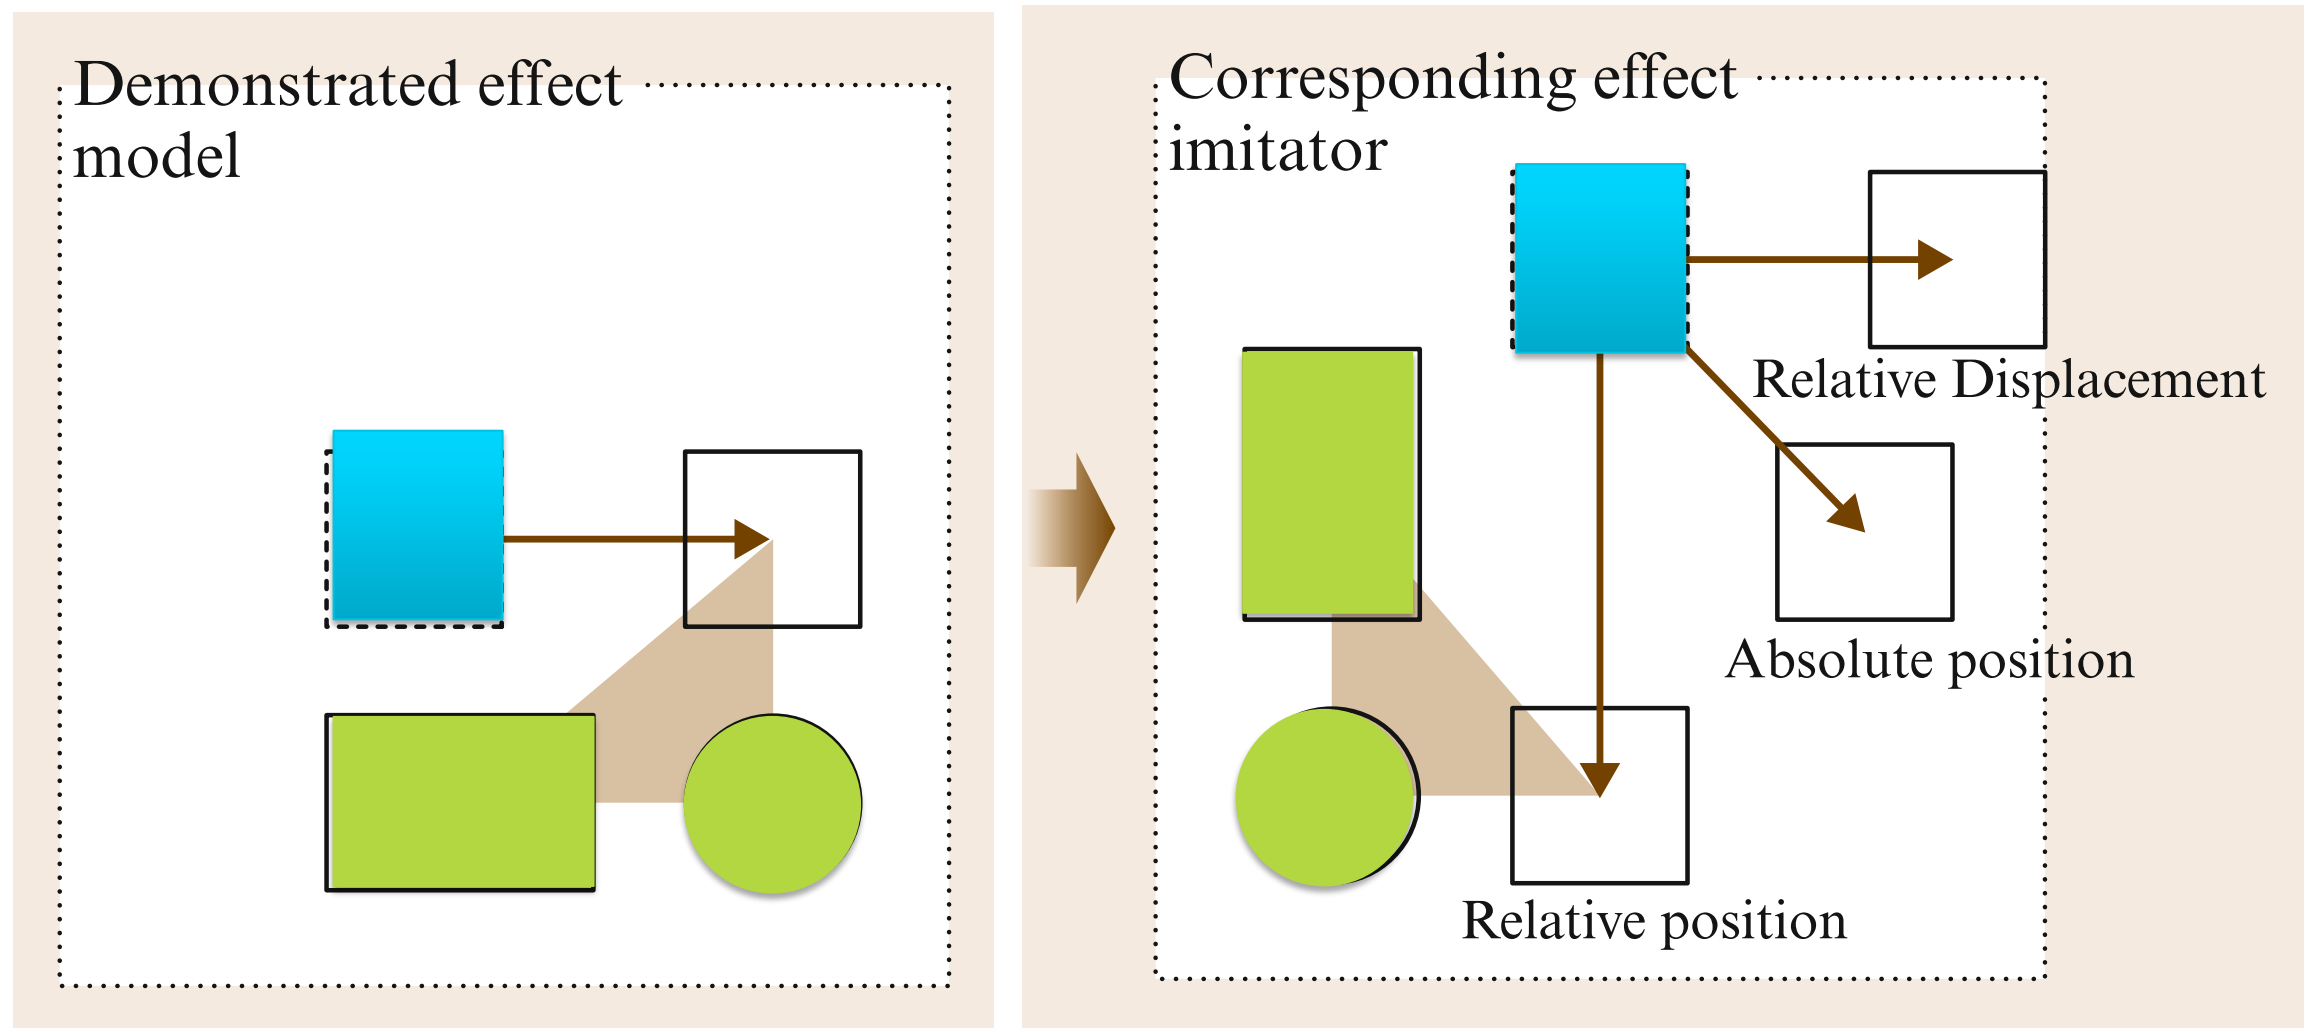 Demonstrated effect
model
Corresponding effect
imitator
Relative Displacement
Absolute position
Relative position